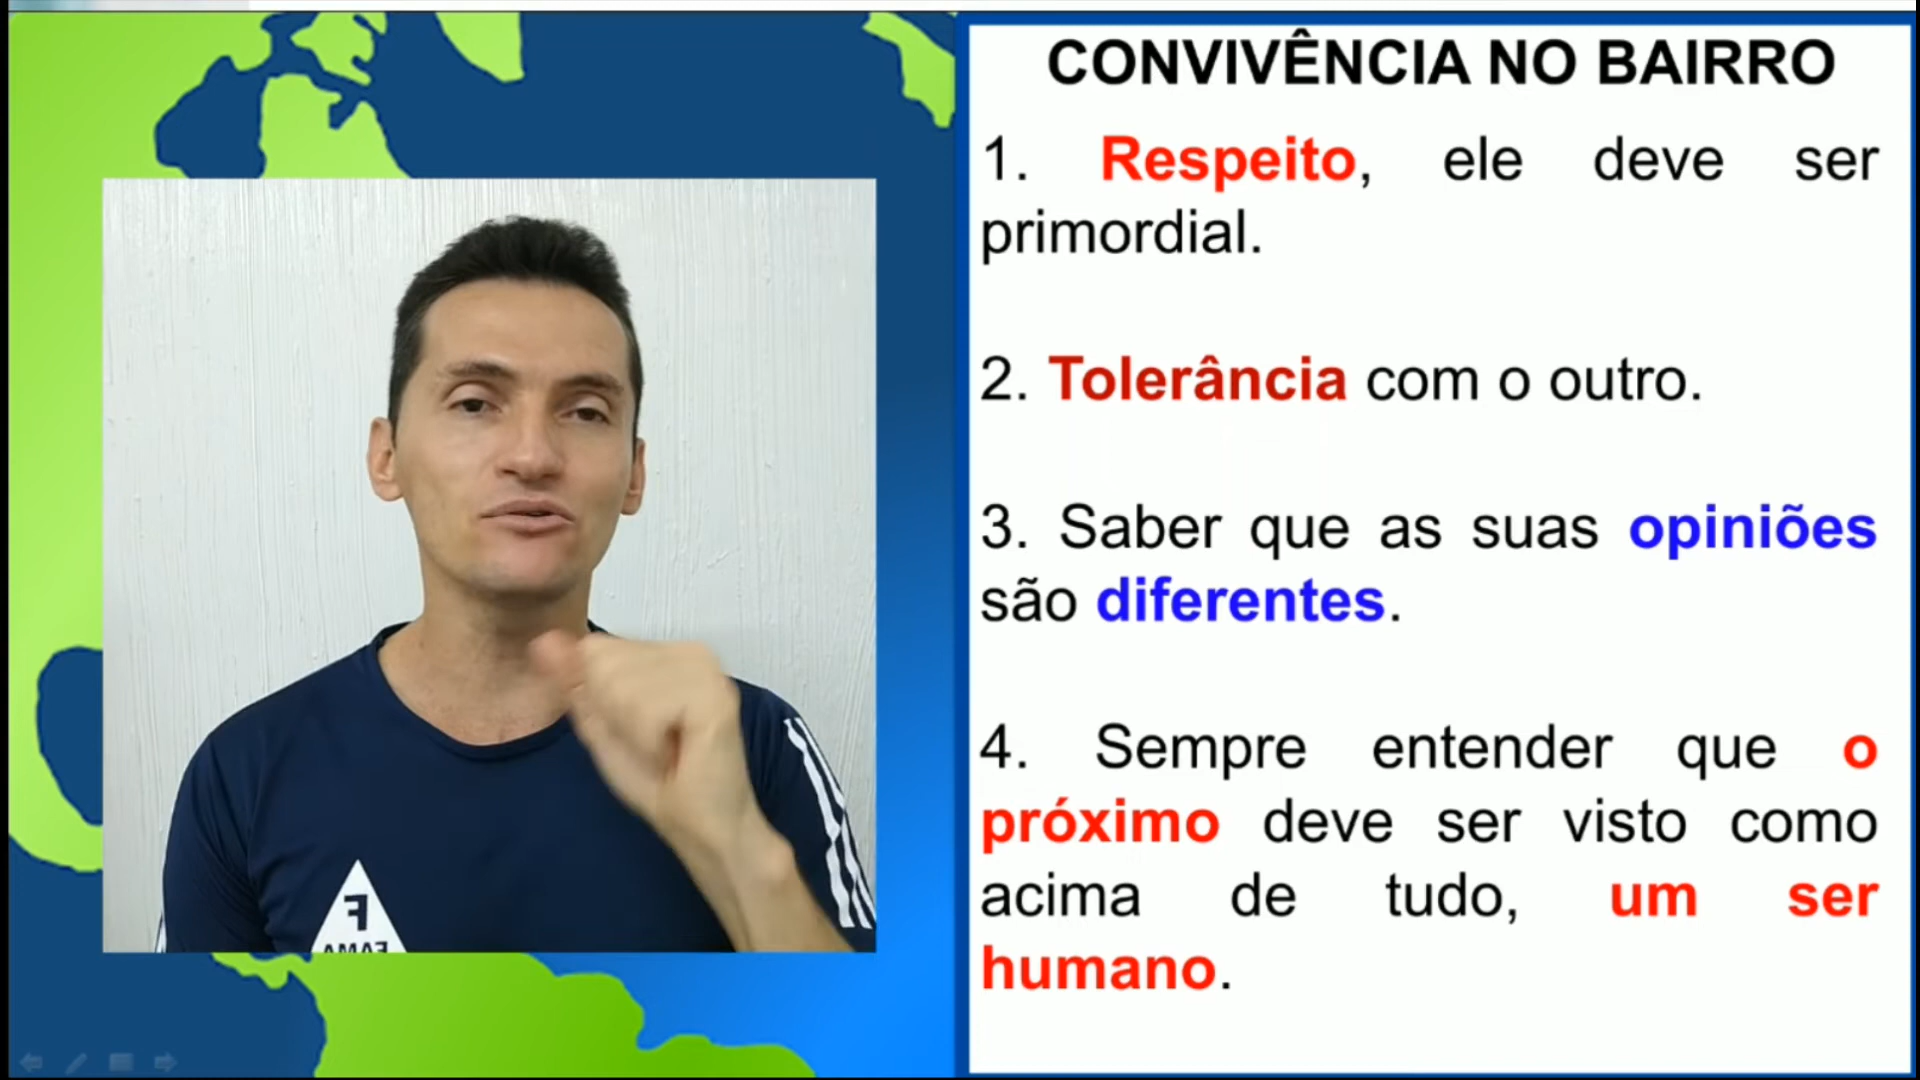 CONVIVÊNCIA NO BAIRRO
1. Respeito, ele deve ser
primordial.
2. Tolerância com o outro.
3. Saber que as suas opiniões
são diferentes.
4. Sempre entender que o
próximo deve ser visto como
acima de tudo, um ser
humano.
F
FAMA